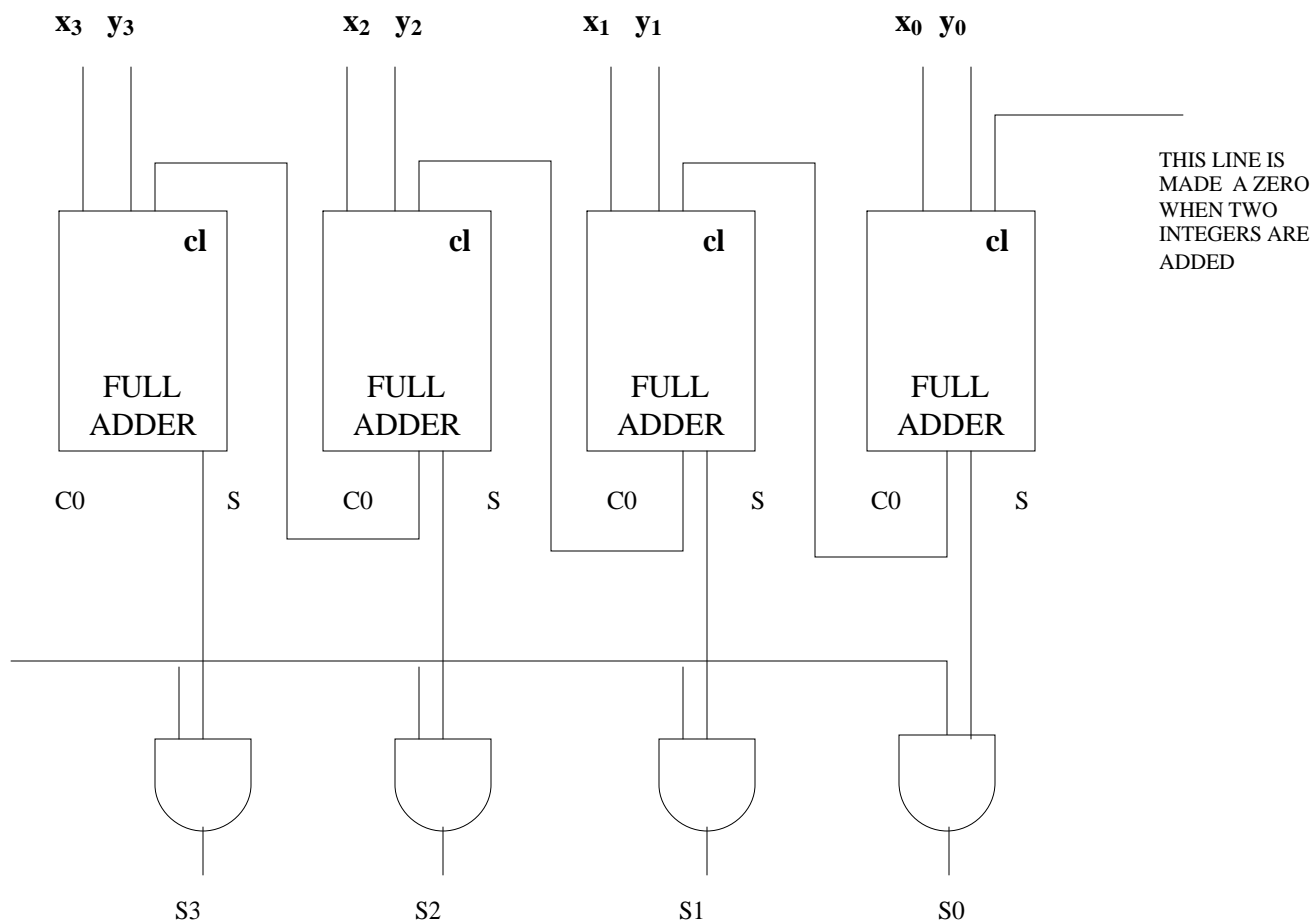 x₃ y₃ x₂ y₂ x₁ y₁ x₀ y₀
THIS LINE IS
MADE A ZERO
WHEN TWO
INTEGERS ARE
ADDED
cl cl cl cl
FULL FULL FULL FULL
ADDER ADDER ADDER ADDER
C0 S C0 S C0 S C0 S
S3 S2 S1 S0